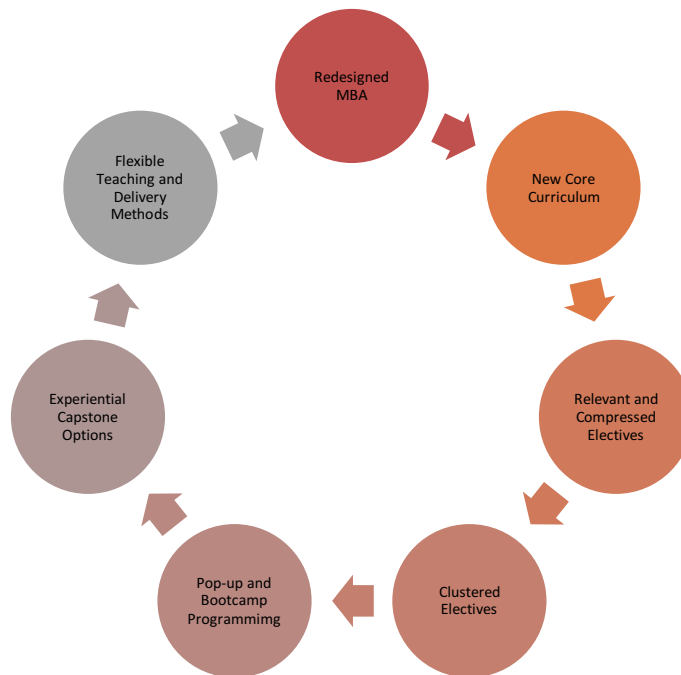 Redesigned
MBA
New Core
Curriculum
Relevant and
Compressed
Electives
Clustered
Electives
Pop-up and
Bootcamp
Programmimg
Experiential
Capstone
Options
Flexible
Teaching and
Delivery
Methods